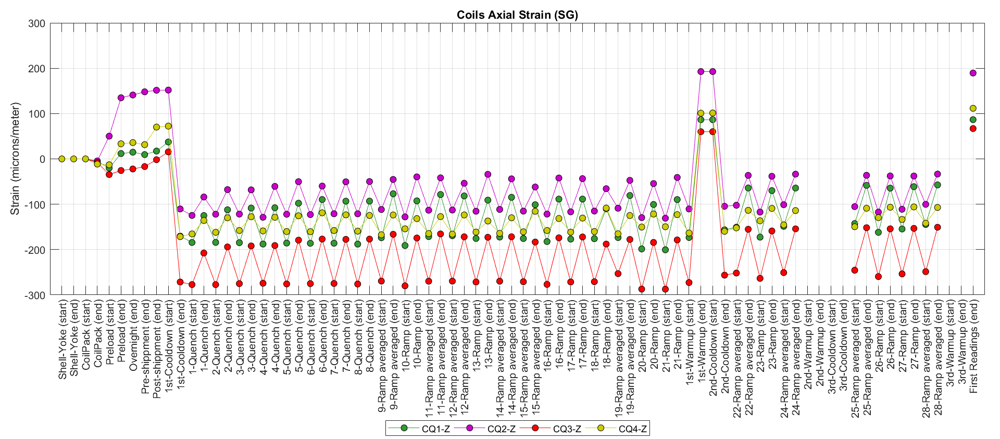 Coils Axial Strain (SG)
Strain (microns/meter)
300
200
100
0
-100
-200
-300
Shell-Yoke (start)
Shell-Yoke (end)
CoilPack (start)
CoilPack (end)
Preload (start)
Preload (end)
Overnight (end)
Pre-shippment (end)
Post-shipment (end)
1st-Cooldown (start)
1st-Cooldown (end)
1-Quench (start)
1-Quench (end)
2-Quench (start)
2-Quench (end)
3-Quench (start)
3-Quench (end)
4-Quench (start)
4-Quench (end)
5-Quench (start)
5-Quench (end)
6-Quench (start)
6-Quench (end)
7-Quench (start)
7-Quench (end)
8-Quench (start)
8-Quench (end)
9-Ramp averaged (start)
9-Ramp averaged (end)
10-Ramp (start)
10-Ramp (end)
11-Ramp averaged (start)
11-Ramp averaged (end)
12-Ramp averaged (start)
12-Ramp averaged (end)
13-Ramp (start)
13-Ramp (end)
14-Ramp averaged (start)
14-Ramp averaged (end)
15-Ramp averaged (start)
15-Ramp averaged (end)
16-Ramp (start)
16-Ramp (end)
17-Ramp (start)
17-Ramp (end)
18-Ramp (start)
18-Ramp (end)
19-Ramp averaged (start)
19-Ramp averaged (end)
20-Ramp (start)
20-Ramp (end)
21-Ramp (start)
21-Ramp (end)
1st-Warmup (start)
1st-Warmup (end)
2nd-Cooldown (start)
2nd-Cooldown (end)
22-Ramp averaged (start)
22-Ramp averaged (end)
23-Ramp (start)
23-Ramp (end)
24-Ramp averaged (start)
24-Ramp averaged (end)
2nd-Warmup (start)
2nd-Warmup (end)
3rd-Cooldown (start)
3rd-Cooldown (end)
25-Ramp averaged (start)
25-Ramp averaged (end)
26-Ramp (start)
26-Ramp (end)
27-Ramp (start)
27-Ramp (end)
28-Ramp averaged (start)
28-Ramp averaged (end)
3rd-Warmup (start)
3rd-Warmup (end)
First Readings (end)
CQ1-Z CQ2-Z CQ3-Z CQ4-Z